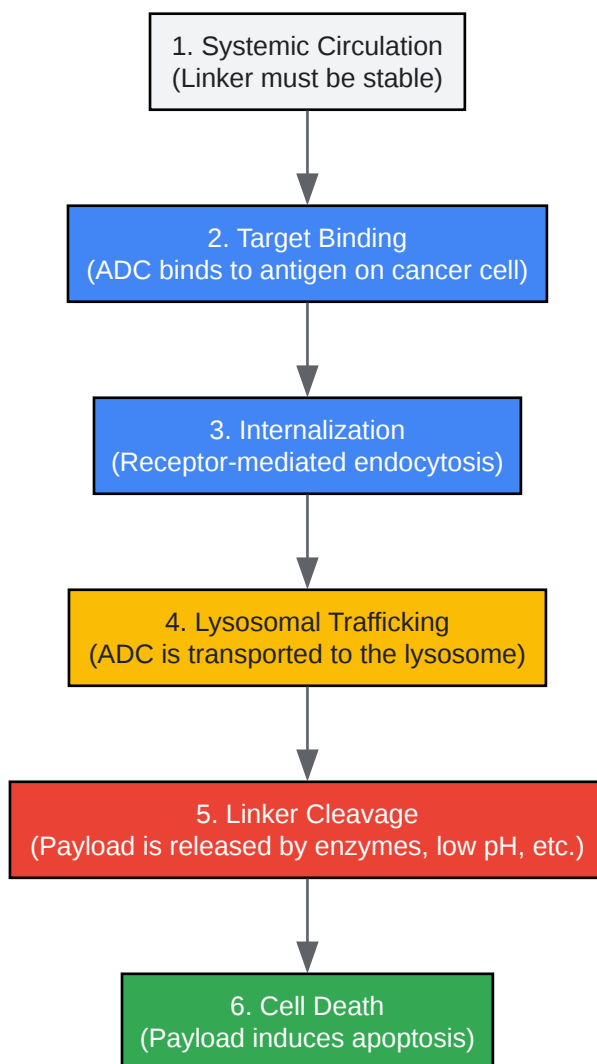 1. Systemic Circulation
(Linker must be stable)
2. Target Binding
(ADC binds to antigen on cancer cell)
3. Internalization
(Receptor-mediated endocytosis)
4. Lysosomal Trafficking
(ADC is transported to the lysosome)
5. Linker Cleavage
(Payload is released by enzymes, low pH, etc.)
6. Cell Death
(Payload induces apoptosis)